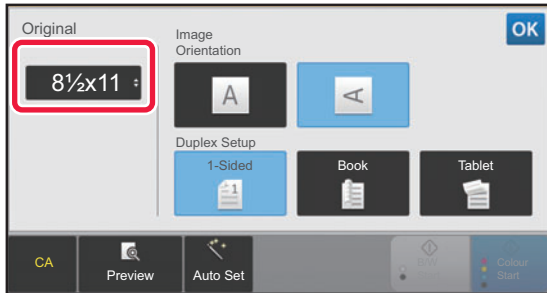 Original
8½x11
Image
Orientation
OK
A
A
Duplex Setup
1-Sided
1
Book
Tablet
CA
Preview
Auto Set
B/W
Start
Colour
Start